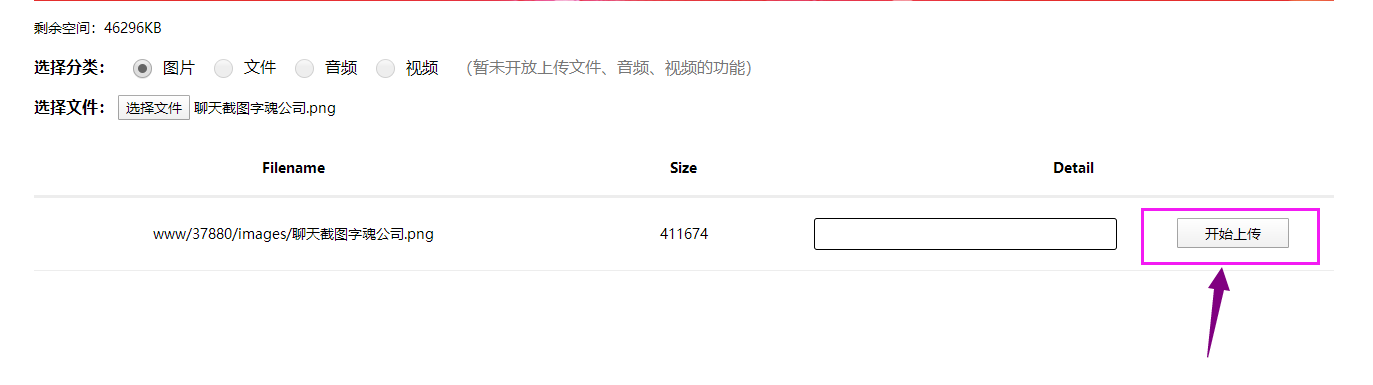 剩余空间：46296KB
选择分类： 图片 文件 音频 视频 （暂未开放上传文件、音频、视频的功能）
选择文件： 选择文件 聊天截图字魂公司.png
Filename Size Detail
www/37880/images/聊天截图字魂公司.png 411674 开始上传